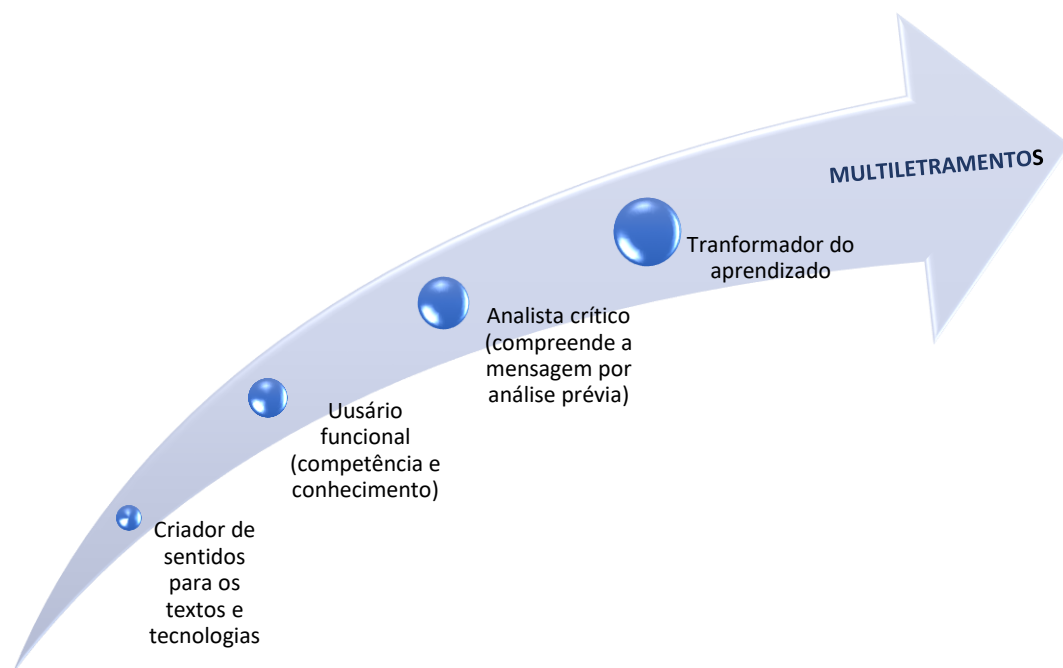 MULTILETRAMENTOS
Tranformador do
aprendizado
Analista crítico
(compreende a
mensagem por
análise prévia)
Uusário
funcional
(competência e
conhecimento)
Criador de
sentidos
para os
textos e
tecnologias